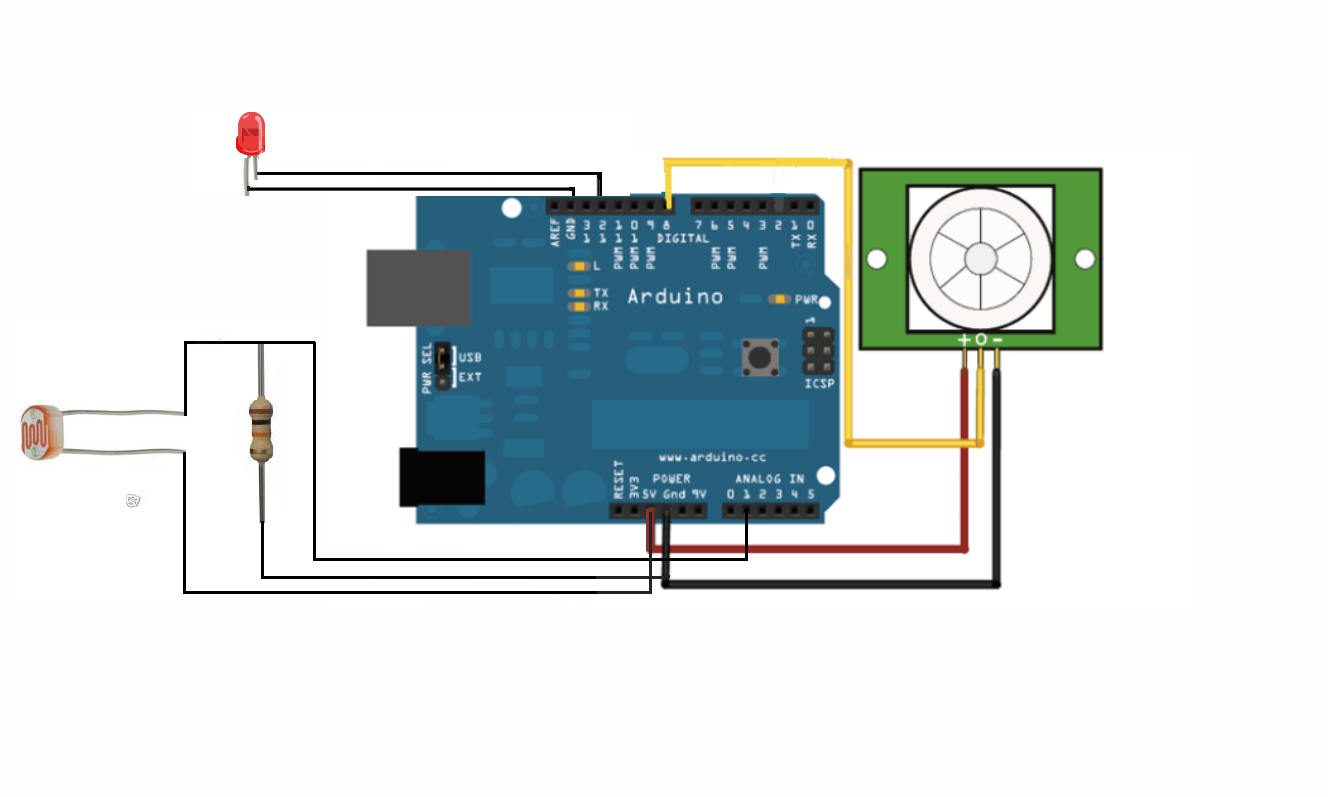 AREF
GND
13
12
11
10
9
8
7
6
5
4
3
2
1
0
TX
RX
PWM
PWM
PWM
PWM
PWM
PWM
DIGITAL
L
TX
RX
Arduino
PWR
1
ICSP
PWR SEL
USB
EXT
+ O -
www.arduino.cc
RESET
3V3
POWER
ANALOG IN
5V Gnd 9V
0 1 2 3 4 5